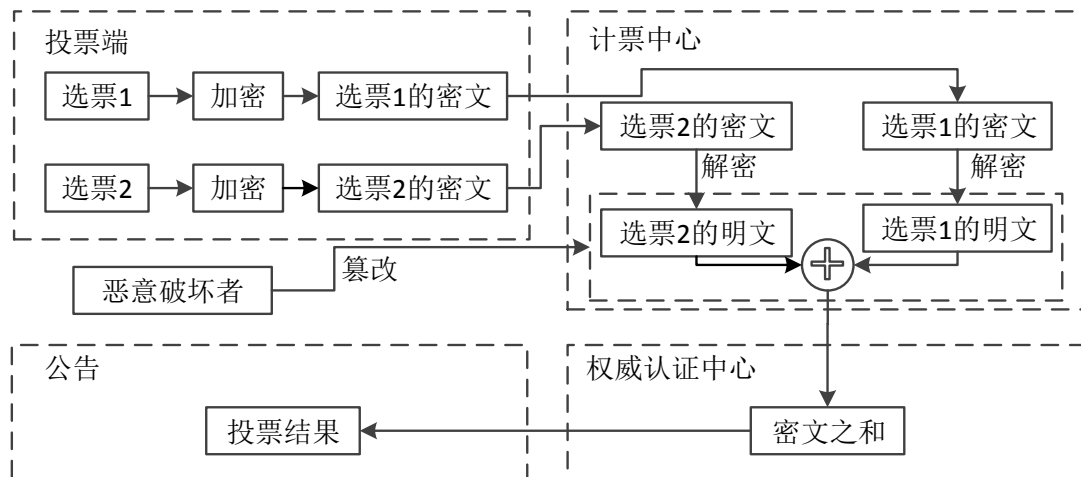 投票端
选票1
加密
选票1的密文
选票2
加密
选票2的密文
计票中心
选票2的密文
选票1的密文
解密
解密
选票2的明文
选票1的明文
恶意破坏者
篡改
公告
投票结果
权威认证中心
密文之和